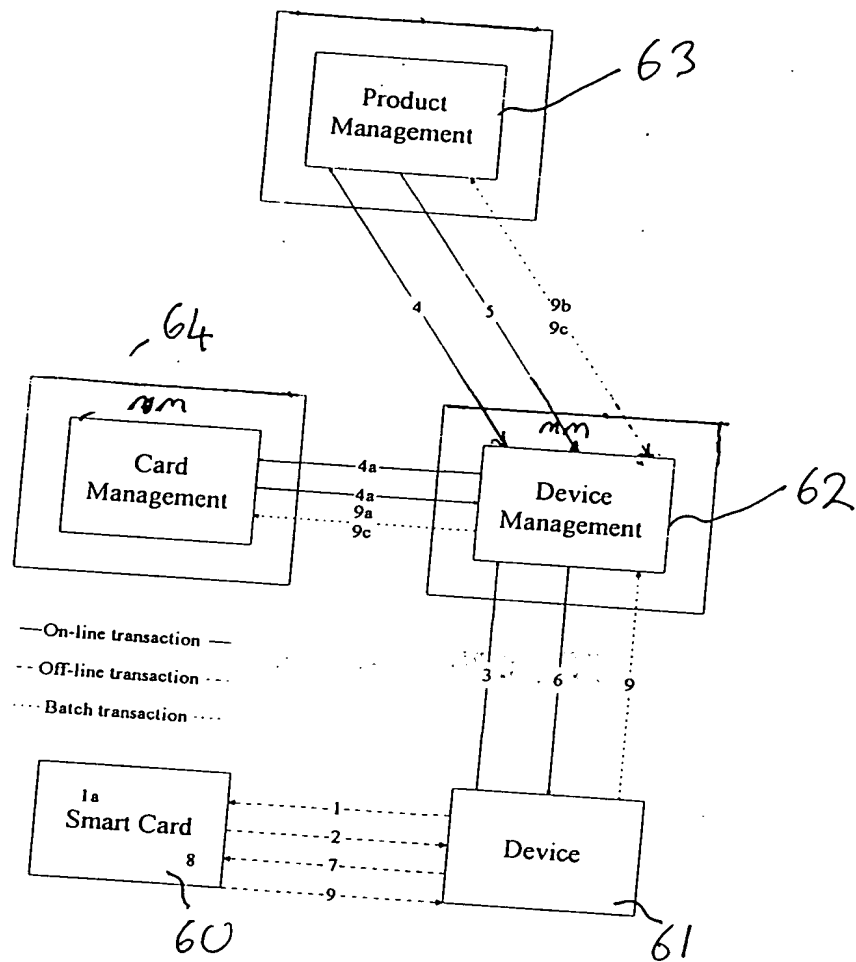 63
Product
Management
4
5
9b
9c
64
Card
Management
4a
4a
9a
9c
Device
Management
62
On-line transaction
Off-line transaction
Batch transaction
3
6
9
1a
Smart Card
8
1
2
7
9
Device
60
61